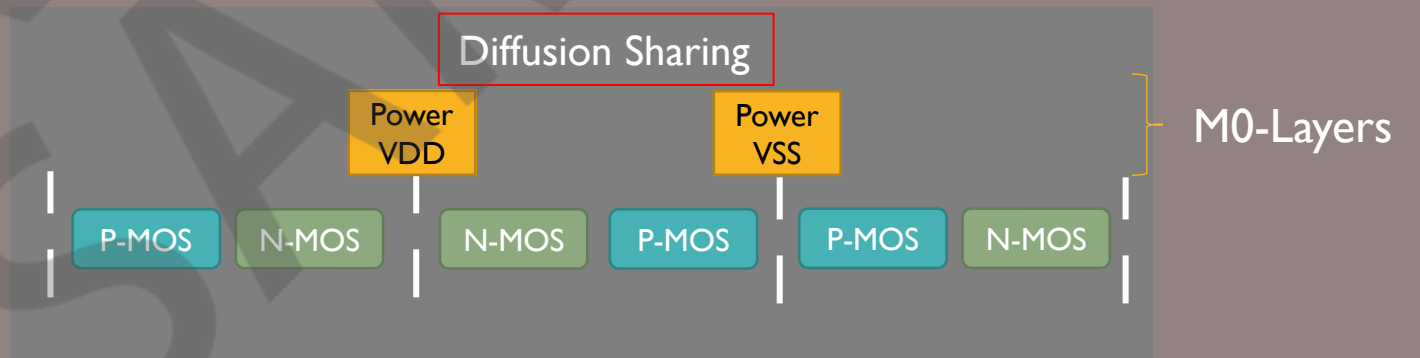 Diffusion Sharing
Power
VDD
Power
VSS
M0-Layers
P-MOS
N-MOS
N-MOS
P-MOS
P-MOS
N-MOS